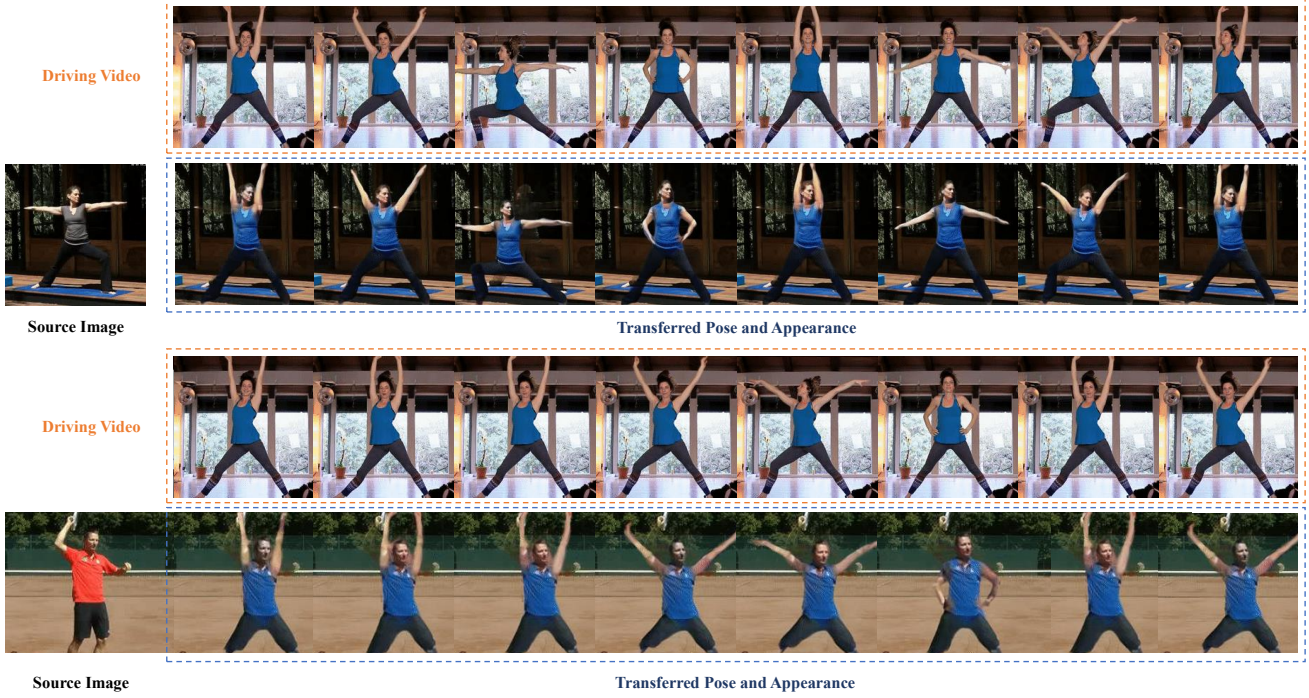 Driving Video
Source Image
Transferred Pose and Appearance
Driving Video
Source Image
Transferred Pose and Appearance